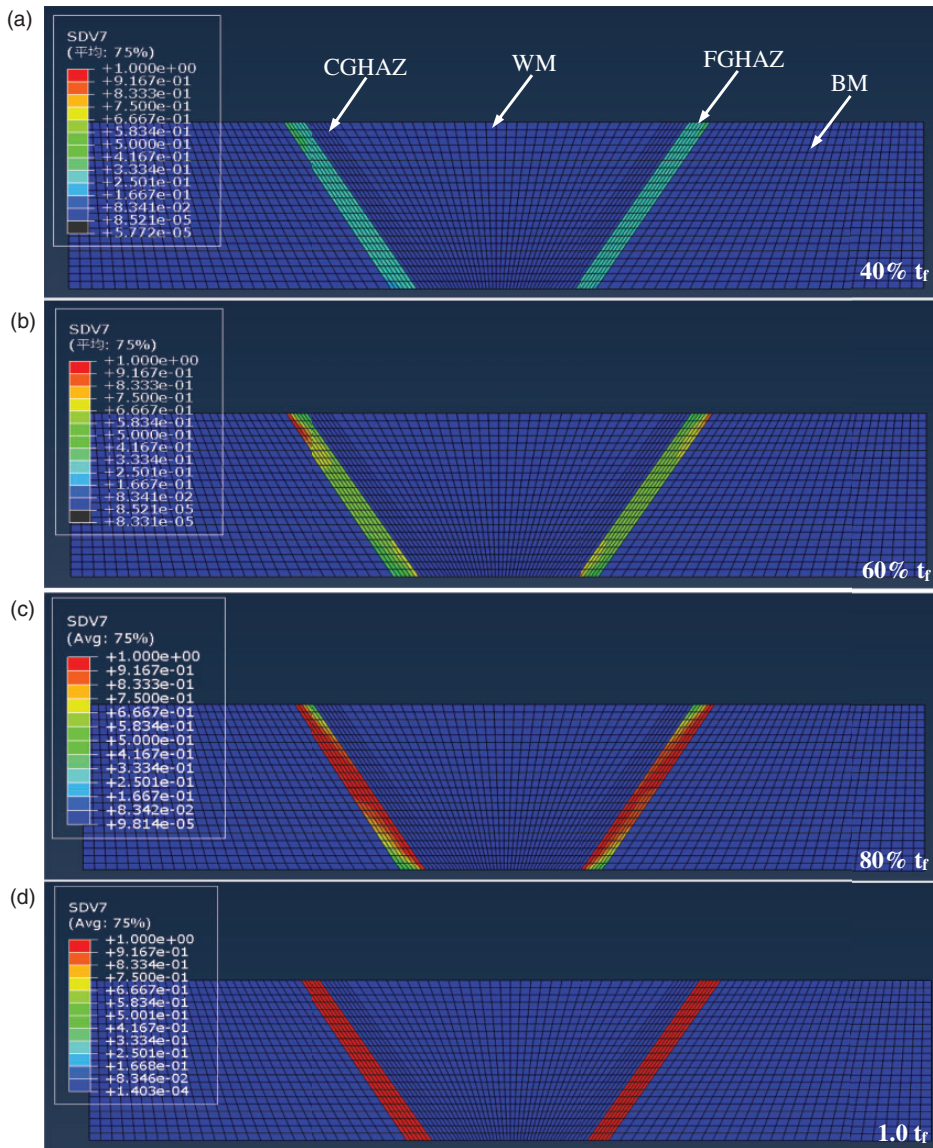 (a)
SDV7
(平均: 75%)
+1.000e+00
+9.167e-01
+8.333e-01
+7.500e-01
+6.667e-01
+5.834e-01
+5.000e-01
+4.167e-01
+3.334e-01
+2.501e-01
+1.667e-01
+8.341e-02
+8.521e-05
+5.772e-05
CGHAZ
WM
FGHAZ
BM
40% tf
(b)
SDV7
(平均: 75%)
+1.000e+00
+9.167e-01
+8.333e-01
+7.500e-01
+6.667e-01
+5.834e-01
+5.000e-01
+4.167e-01
+3.334e-01
+2.501e-01
+1.667e-01
+8.341e-02
+8.521e-05
+8.331e-05
60% tf
(c)
SDV7
(Avg: 75%)
+1.000e+00
+9.167e-01
+8.333e-01
+7.500e-01
+6.667e-01
+5.834e-01
+5.000e-01
+4.167e-01
+3.334e-01
+2.501e-01
+1.667e-01
+8.342e-02
+9.814e-05
80% tf
(d)
SDV7
(Avg: 75%)
+1.000e+00
+9.167e-01
+8.334e-01
+7.500e-01
+6.667e-01
+5.834e-01
+5.001e-01
+4.167e-01
+3.334e-01
+2.501e-01
+1.668e-01
+8.346e-02
+1.403e-04
1.0 tf